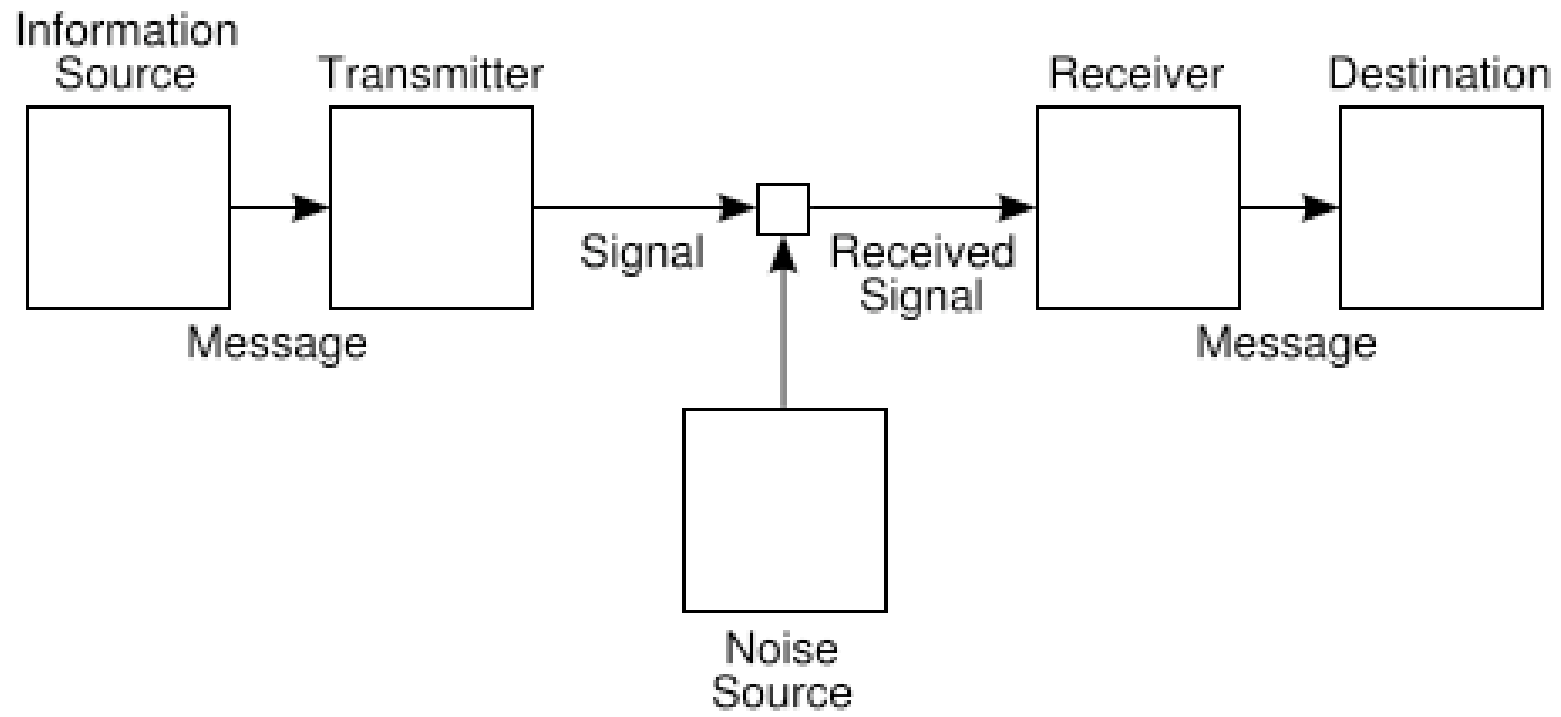 Information
Source
Transmitter
Receiver
Destination
Signal
Received
Signal
Message
Message
Noise
Source